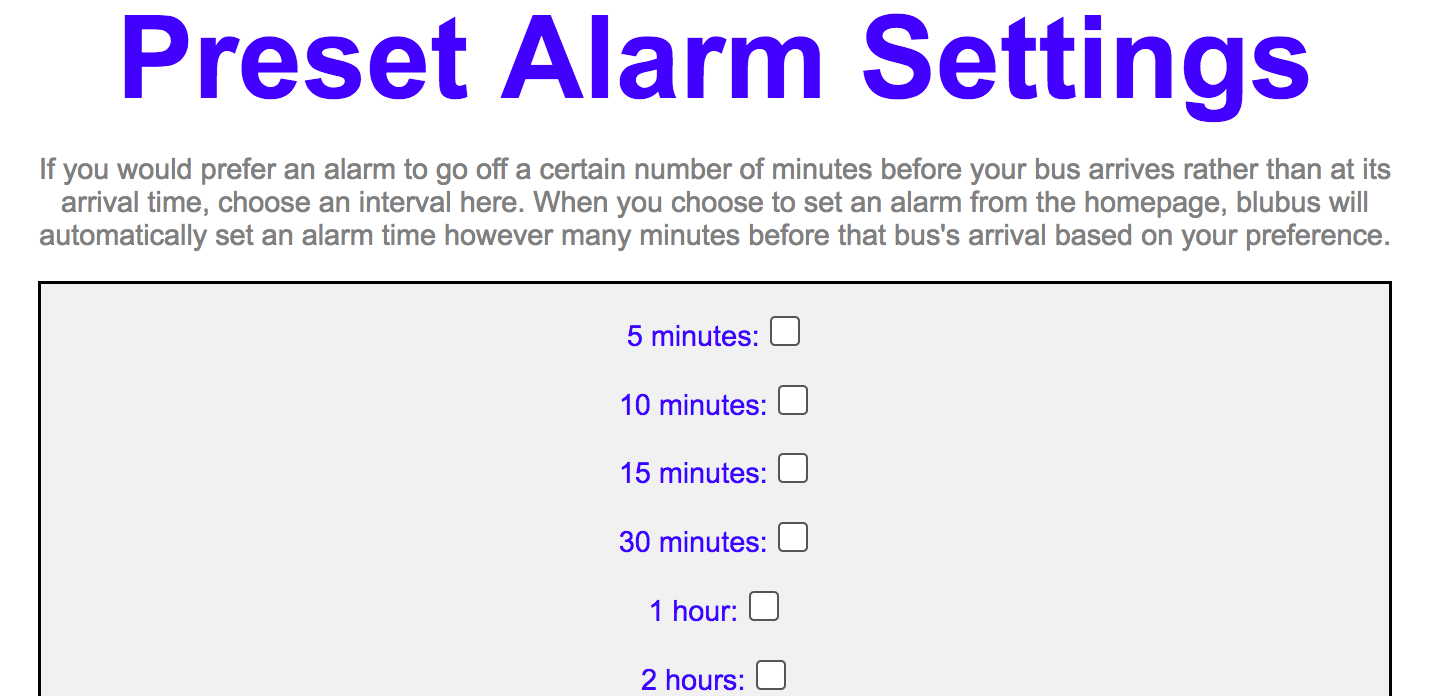 Preset Alarm Settings
If you would prefer an alarm to go off a certain number of minutes before your bus arrives rather than at its
arrival time, choose an interval here. When you choose to set an alarm from the homepage, blubus will
automatically set an alarm time however many minutes before that bus's arrival based on your preference.
5 minutes:
10 minutes:
15 minutes:
30 minutes:
1 hour:
2 hours: